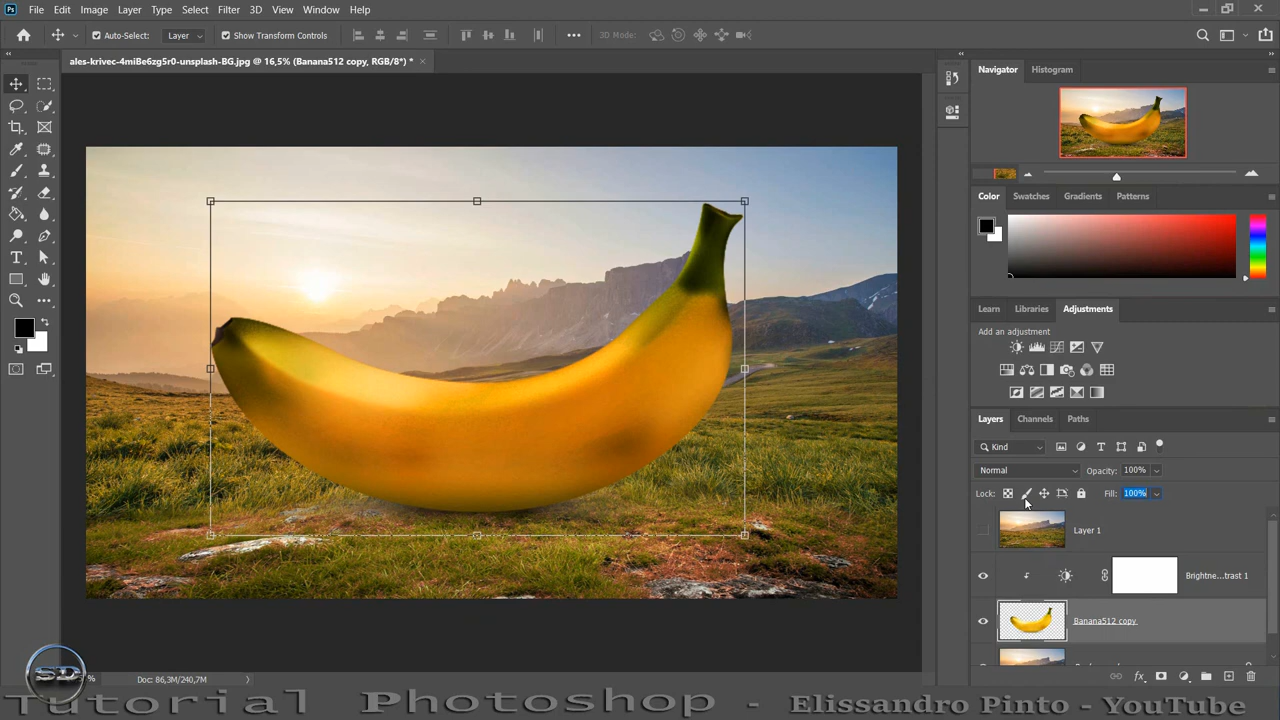 Ps File Edit Image Layer Type Select Filter 3D View Window Help
Auto-Select: Layer Show Transform Controls 3D Mode:
ales-krivec-4miBe6zg5r0-unsplash-BG.jpg @ 16,5% (Banana512 copy, RGB/8*) *
Navigator Histogram
Color Swatches Gradients Patterns
Learn Libraries Adjustments
Add an adjustment
Layers Channels Paths
Kind
Normal Opacity: 100%
Lock: Fill: 100%
Layer 1
Brightne...trast 1
Banana512 copy
SD % Doc: 86,3M/240,7M
Tutorial Photoshop - Elissandro Pinto - YouTube